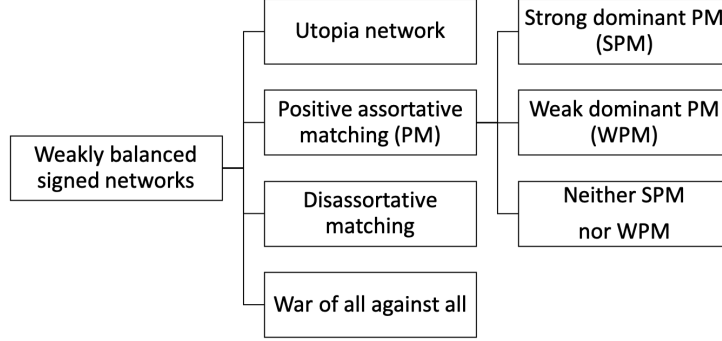 Weakly balanced
signed networks
Utopia network
Positive assortative
matching (PM)
Disassortative
matching
War of all against all
Strong dominant PM
(SPM)
Weak dominant PM
(WPM)
Neither SPM
nor WPM